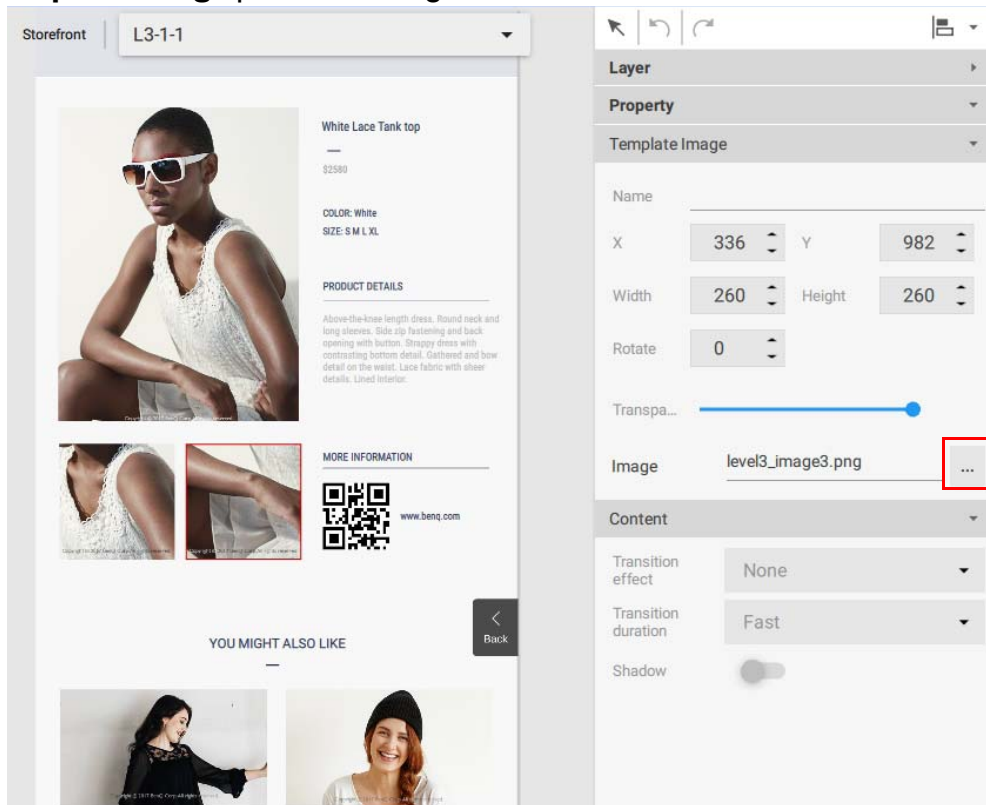 Storefront
L3-1-1
White Lace Tank top
$2580
COLOR: White
SIZE: S M L XL
PRODUCT DETAILS
Above-the-knee length dress. Round neck and
long sleeves. Side zip fastening and back
opening with button. Strappy dress with
contrasting bottom detail. Gathered and bow
detail on the waist. Lace fabric with sheer
details. Lined interior.
MORE INFORMATION
www.benq.com
Back
YOU MIGHT ALSO LIKE
Layer
Property
Template Image
Name
X 336 Y 982
Width 260 Height 260
Rotate 0
Transpa...
Image level3_image3.png ...
Content
Transition
effect
None
Transition
duration
Fast
Shadow